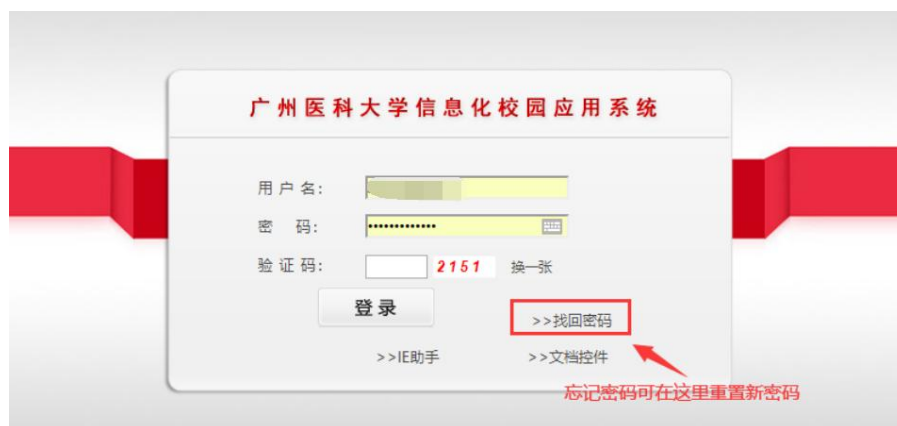 广州医科大学信息化校园应用系统
用户名:
密 码:
验证码: 2151 换一张
登录 >>找回密码
>>IE助手 >>文档控件
忘记密码可在这里重置新密码